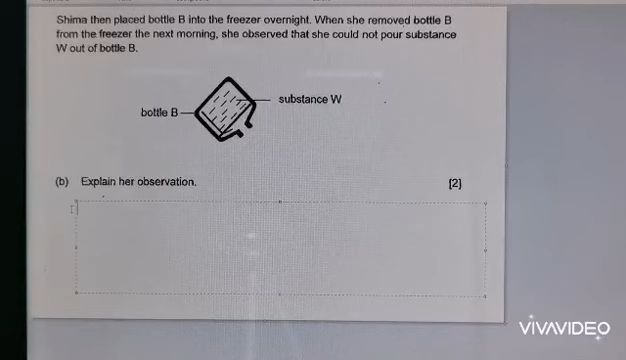 Shima then placed bottle B into the freezer overnight. When she removed bottle B
from the freezer the next morning, she observed that she could not pour substance
W out of bottle B.
substance W
bottle B
(b) Explain her observation. [2]
VIVAVIDEO